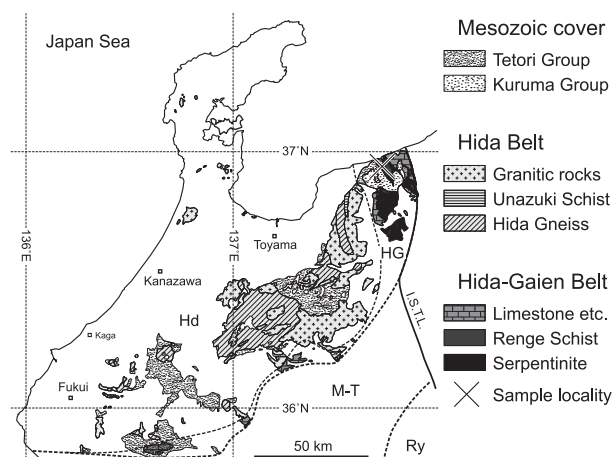 Japan Sea
Mesozoic cover
Tetori Group
Kuruma Group
37°N
Hida Belt
Granitic rocks
Unazuki Schist
Hida Gneiss
136°E
137°E
Toyama
HG
Kanazawa
Hida-Gaien Belt
Limestone etc.
Renge Schist
Serpentinite
Sample locality
I.S.T.L.
Hd
Kaga
Fukui
M-T
36°N
50 km
Ry